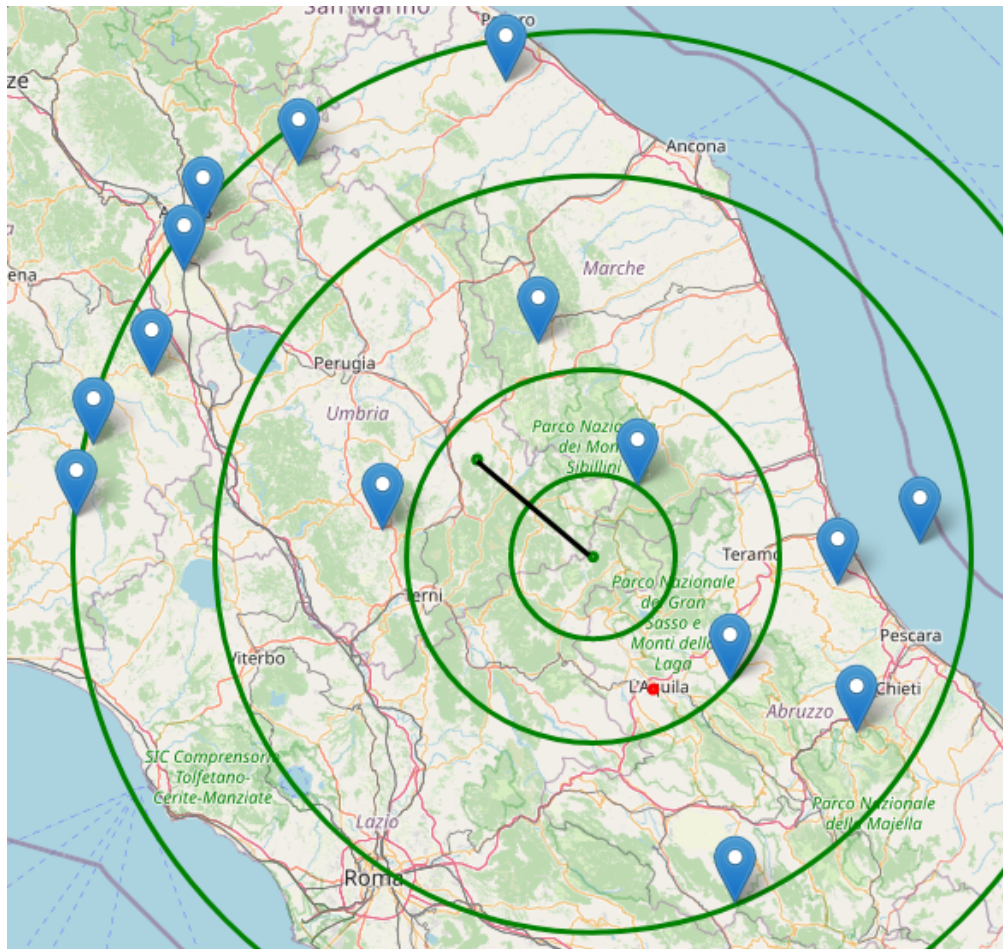 San Marino
ze
Ancona
Marche
ena
Perugia
Umbria
Parco Nazionale
dei Monti
Sibillini
Teramo
Parco Nazionale
del Gran
Sasso e
Monti della
Laga
Terni
Pescara
Viterbo
L'Aquila
Chieti
Abruzzo
SIC Comprensorio
Tolfetano-
Cerite-Manziate
Parco Nazionale
della Majella
Lazio
Roma